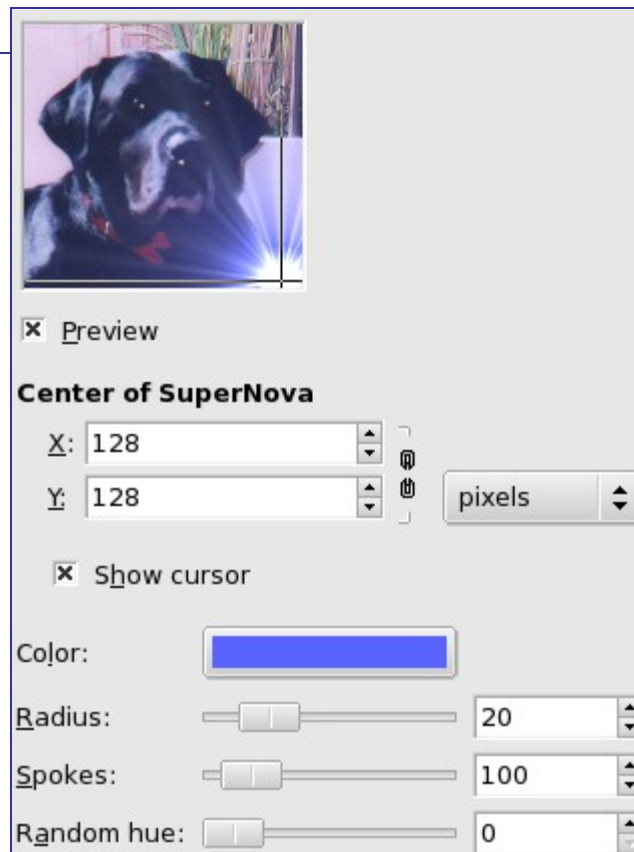 Preview
Center of SuperNova
X: 128
Y: 128
pixels
Show cursor
Color:
Radius: 20
Spokes: 100
Random hue: 0